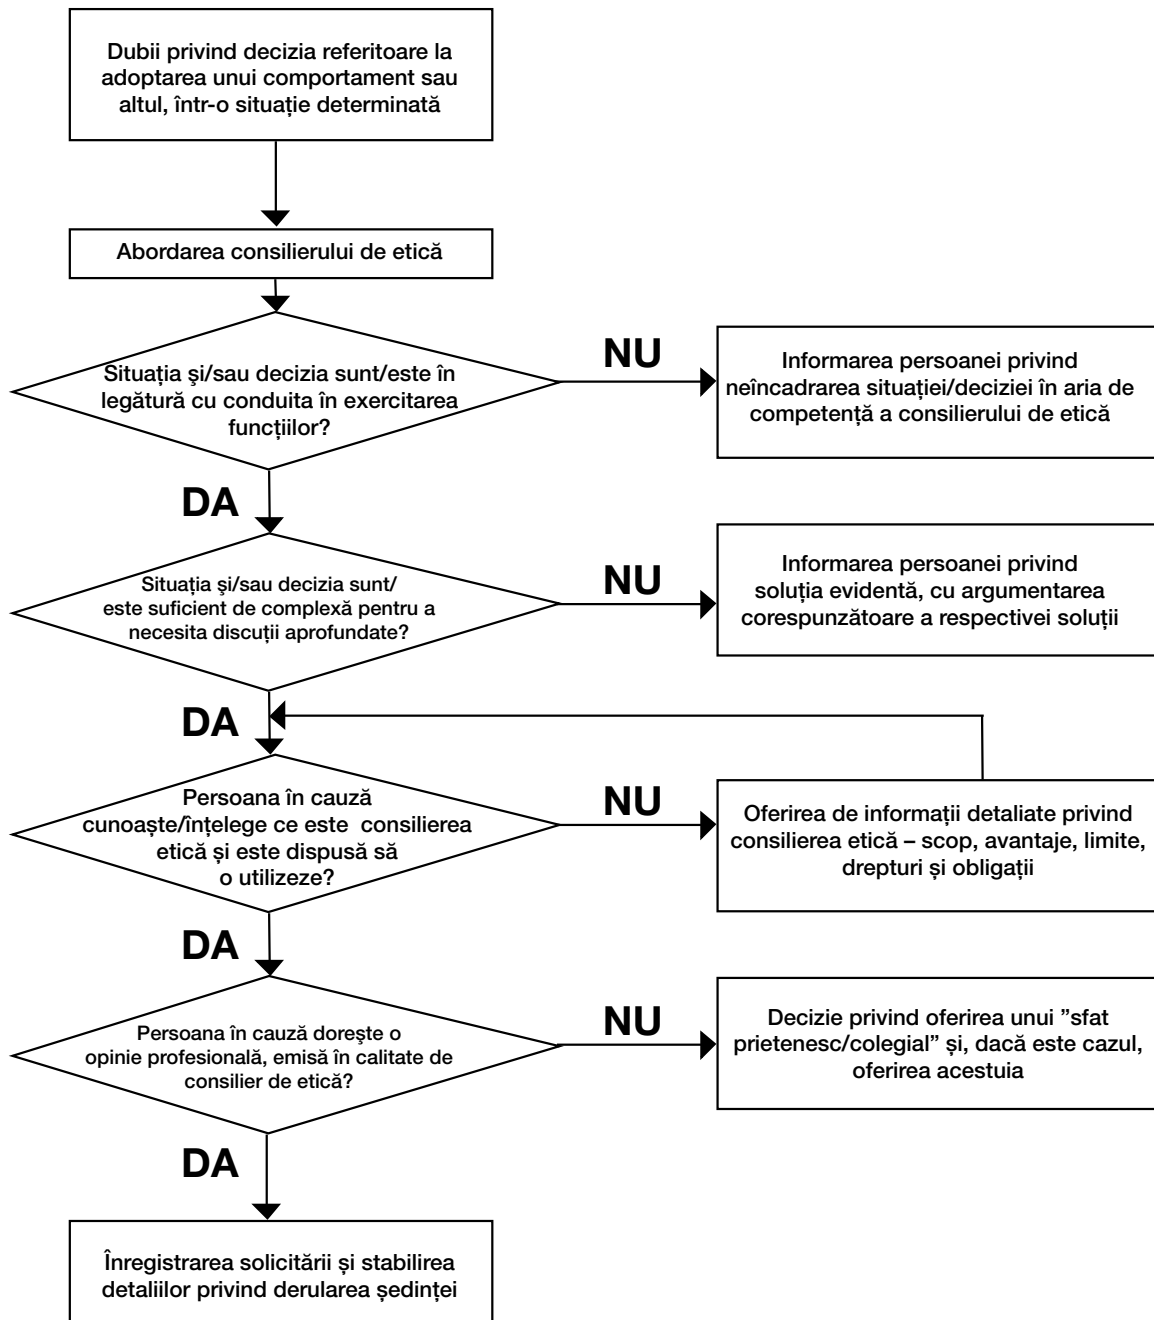 Dubii privind decizia referitoare la
adoptarea unui comportament sau
altul, într-o situație determinată
Abordarea consilierului de etică
Situația şi/sau decizia sunt/este în
legătură cu conduita în exercitarea
funcțiilor?
NU
Informarea persoanei privind
neîncadrarea situației/deciziei în aria de
competență a consilierului de etică
DA
Situația şi/sau decizia sunt/
este suficient de complexă pentru a
necesita discuții aprofundate?
NU
Informarea persoanei privind
soluția evidentă, cu argumentarea
corespunzătoare a respectivei soluții
DA
Persoana în cauză
cunoaște/înțelege ce este consilierea
etică și este dispusă să
o utilizeze?
NU
Oferirea de informații detaliate privind
consilierea etică – scop, avantaje, limite,
drepturi și obligații
DA
Persoana în cauză doreşte o
opinie profesională, emisă în calitate de
consilier de etică?
NU
Decizie privind oferirea unui ”sfat
prietenesc/colegial” și, dacă este cazul,
oferirea acestuia
DA
Înregistrarea solicitării și stabilirea
detaliilor privind derularea ședinței